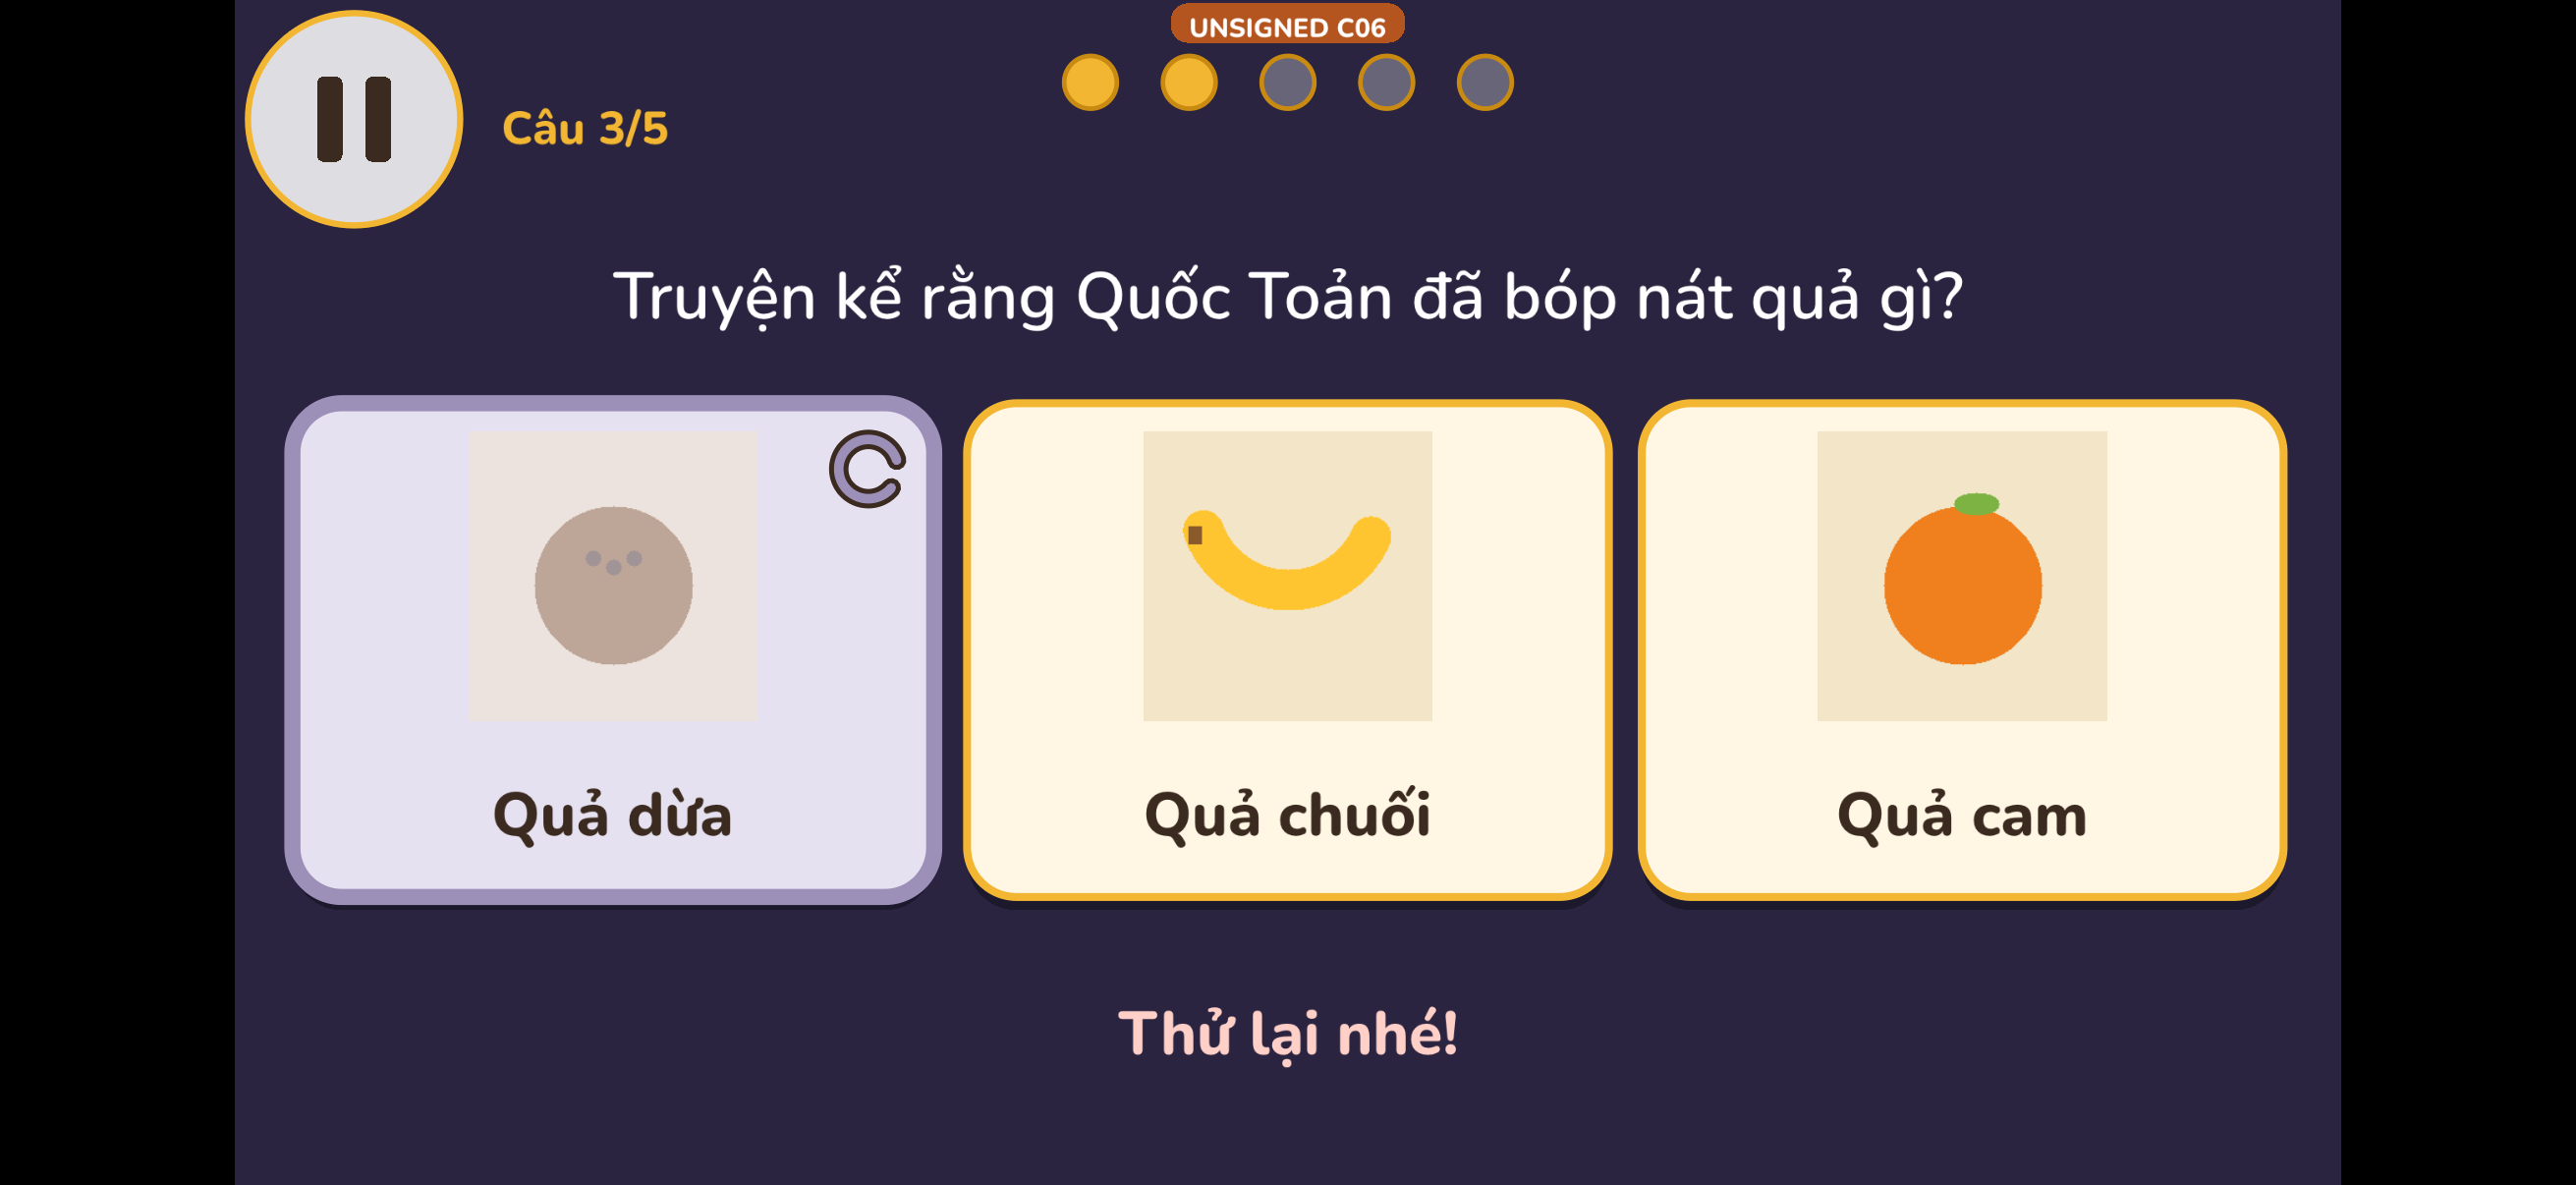 UNSIGNED C06
Câu 3/5
Truyện kể rằng Quốc Toản đã bóp nát quả gì?
Quả dừa
Quả chuối
Quả cam
Thử lại nhé!